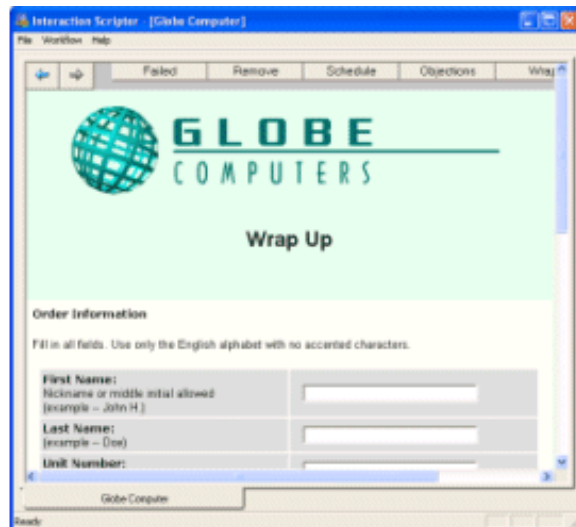 Interaction Scripter - [Globe Computer]
File Workflow Help
Failed Remove Schedule Objections Wrap
GLOBE
COMPUTERS
Wrap Up
Order Information
Fill in all fields. Use only the English alphabet with no accented characters.
First Name:
Nickname or middle initial allowed
(example -- John H.)
Last Name:
(example -- Doe)
Unit Number:
Globe Computer
Ready